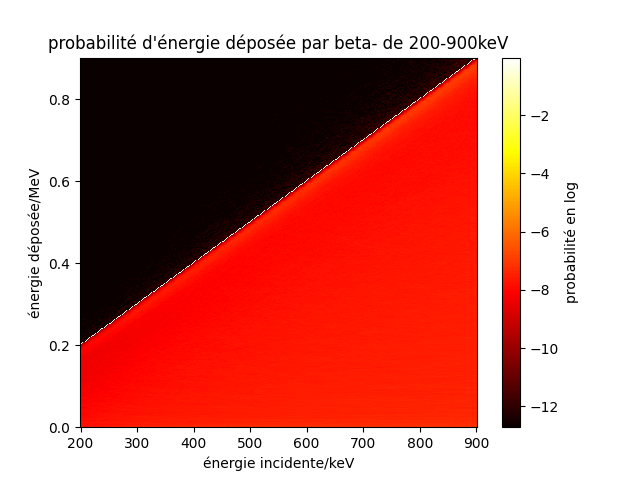 probabilité d'énergie déposée par beta- de 200-900keV
énergie déposée/MeV
0.8
0.6
0.4
0.2
0.0
200 300 400 500 600 700 800 900
énergie incidente/keV
−2
−4
−6
−8
−10
−12
probabilité en log